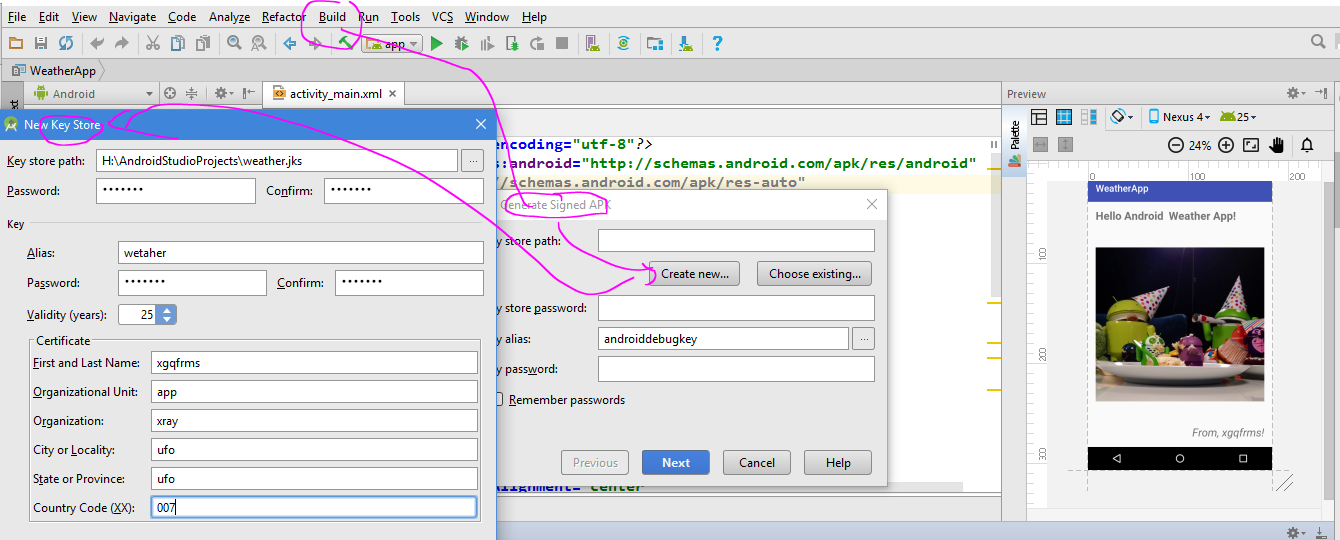 File Edit View Navigate Code Analyze Refactor Build Run Tools VCS Window Help
app
WeatherApp
Android
activity_main.xml
Preview
New Key Store
Key store path: H:\AndroidStudioProjects\weather.jks ...
Password: ••••••• Confirm: •••••••
Key
Alias: wetaher
Password: ••••••• Confirm: •••••••
Validity (years): 25
Certificate
First and Last Name: xgqfrms
Organizational Unit: app
Organization: xray
City or Locality: ufo
State or Province: ufo
Country Code (XX): 007
encoding="utf-8"?>
s:android="http://schemas.android.com/apk/res/android"
//schemas.android.com/apk/res-auto"
Generate Signed APK
y store path:
Create new... Choose existing...
y store password:
y alias: androiddebugkey ...
y password:
Remember passwords
Previous Next Cancel Help
Alignment="center"
Palette
Nexus 4 25
24%
0 100 200
100
200
300
WeatherApp
Hello Android Weather App!
From, xgqfrms!